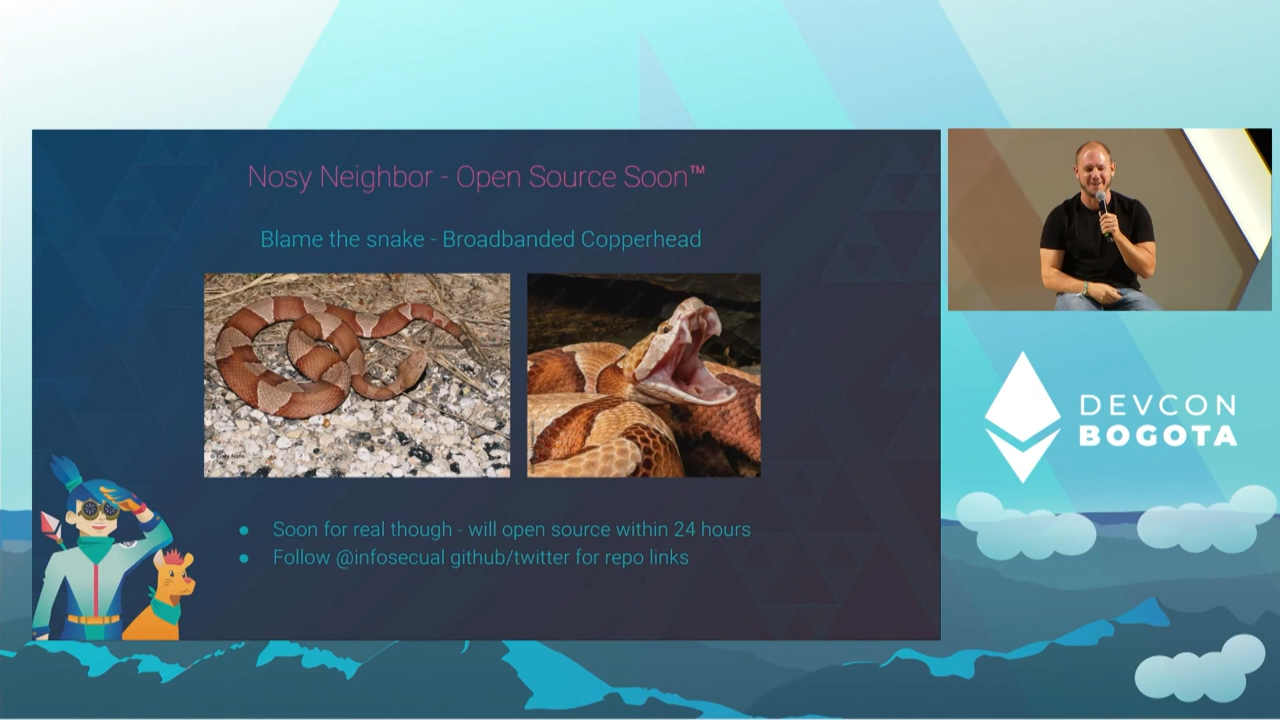 Nosy Neighbor - Open Source Soon™
Blame the snake - Broadbanded Copperhead
Soon for real though - will open source within 24 hours
Follow @infosecual github/twitter for repo links
DEVCON
BOGOTA